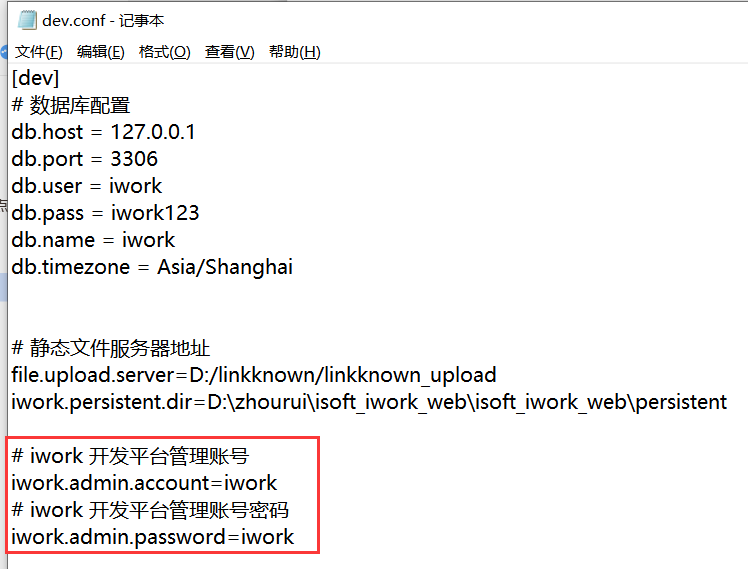 dev.conf - 记事本
文件(F) 编辑(E) 格式(O) 查看(V) 帮助(H)
[dev]
# 数据库配置
db.host = 127.0.0.1
db.port = 3306
db.user = iwork
db.pass = iwork123
db.name = iwork
db.timezone = Asia/Shanghai
# 静态文件服务器地址
file.upload.server=D:/linkknown/linkknown_upload
iwork.persistent.dir=D:\zhourui\isoft_iwork_web\isoft_iwork_web\persistent
# iwork 开发平台管理账号
iwork.admin.account=iwork
# iwork 开发平台管理账号密码
iwork.admin.password=iwork